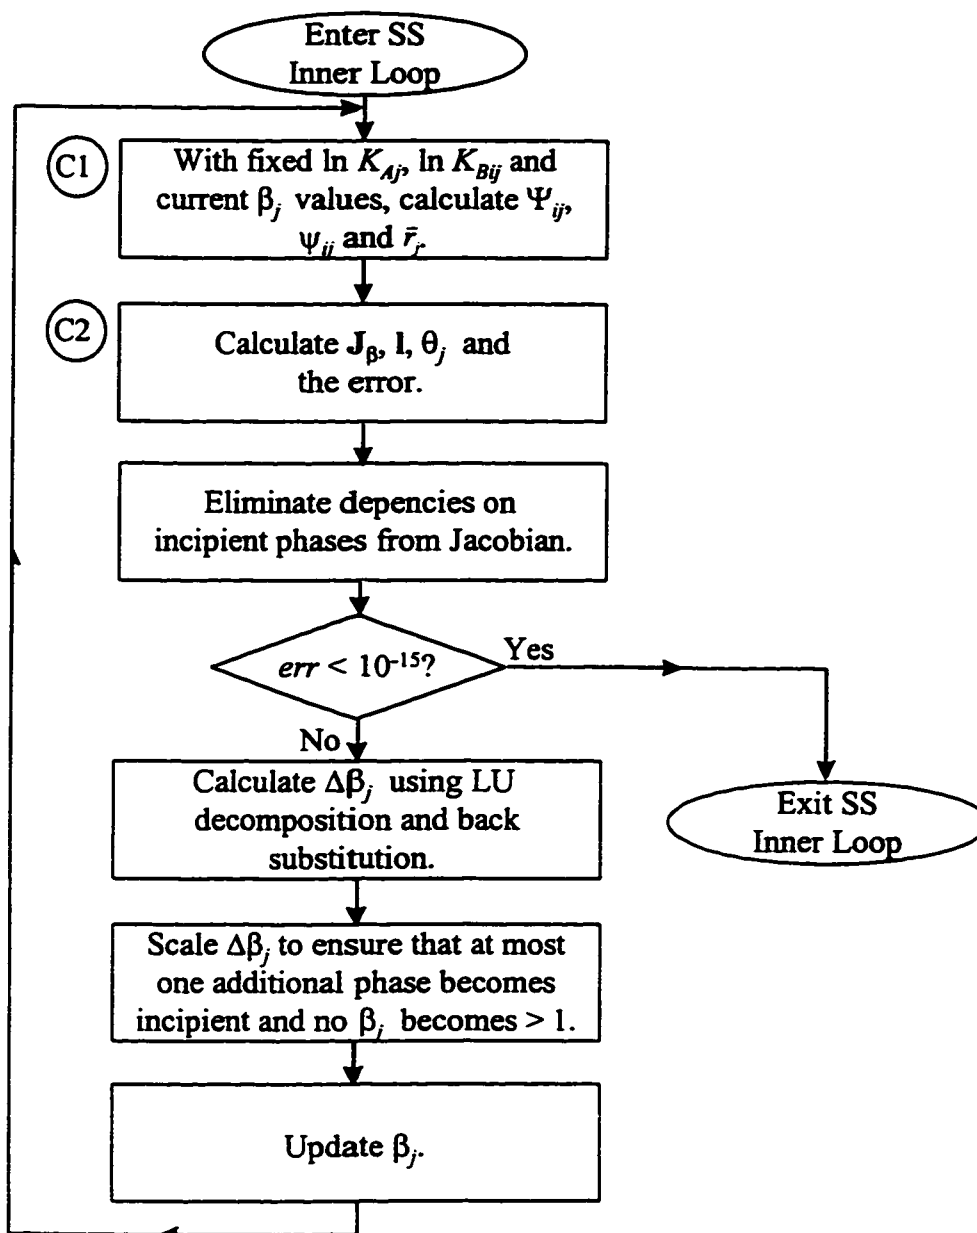 Enter SS
Inner Loop
C1
With fixed ln K_Aj, ln K_Bij and
current β_j values, calculate Ψ_ij,
ψ_ij and r̄_j.
C2
Calculate J_β, l, θ_j and
the error.
Eliminate depencies on
incipient phases from Jacobian.
err < 10⁻¹⁵?
Yes
No
Calculate Δβ_j using LU
decomposition and back
substitution.
Exit SS
Inner Loop
Scale Δβ_j to ensure that at most
one additional phase becomes
incipient and no β_j becomes > 1.
Update β_j.